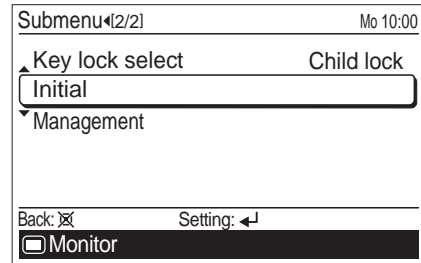 Submenu◂[2/2] Mo 10:00
▴Key lock select Child lock
Initial
▾Management
Back: Setting:
Monitor